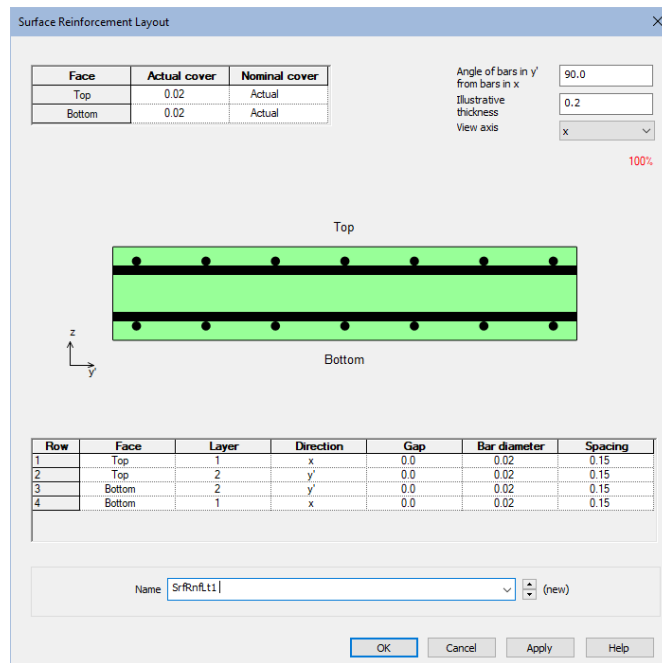 Surface Reinforcement Layout
Face Actual cover Nominal cover
Top 0.02 Actual
Bottom 0.02 Actual
Angle of bars in y'
from bars in x
90.0
Illustrative
thickness
0.2
View axis
x
100%
Top
z
y'
Bottom
Row Face Layer Direction Gap Bar diameter Spacing
1 Top 1 x 0.0 0.02 0.15
2 Top 2 y' 0.0 0.02 0.15
3 Bottom 2 y' 0.0 0.02 0.15
4 Bottom 1 x 0.0 0.02 0.15
Name SrfRnfLt1 (new)
OK Cancel Apply Help